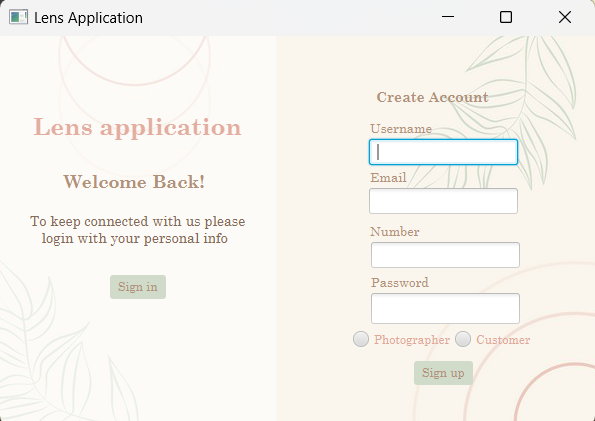 Lens Application
Lens application
Welcome Back!
To keep connected with us please
login with your personal info
Sign in
Create Account
Username
Email
Number
Password
Photographer Customer
Sign up